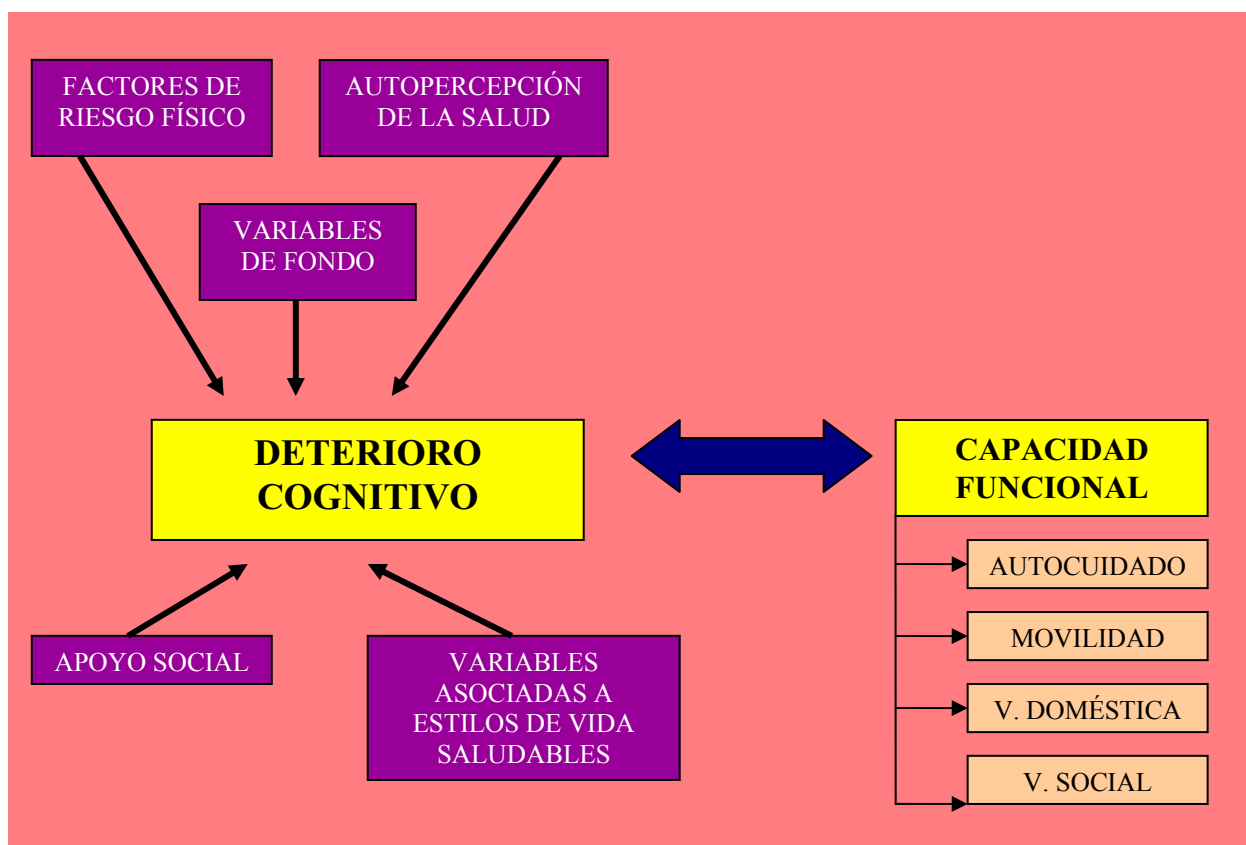 FACTORES DE
RIESGO FÍSICO
AUTOPERCEPCIÓN
DE LA SALUD
VARIABLES
DE FONDO
DETERIORO
COGNITIVO
CAPACIDAD
FUNCIONAL
AUTOCUIDADO
MOVILIDAD
V. DOMÉSTICA
V. SOCIAL
APOYO SOCIAL
VARIABLES
ASOCIADAS A
ESTILOS DE VIDA
SALUDABLES